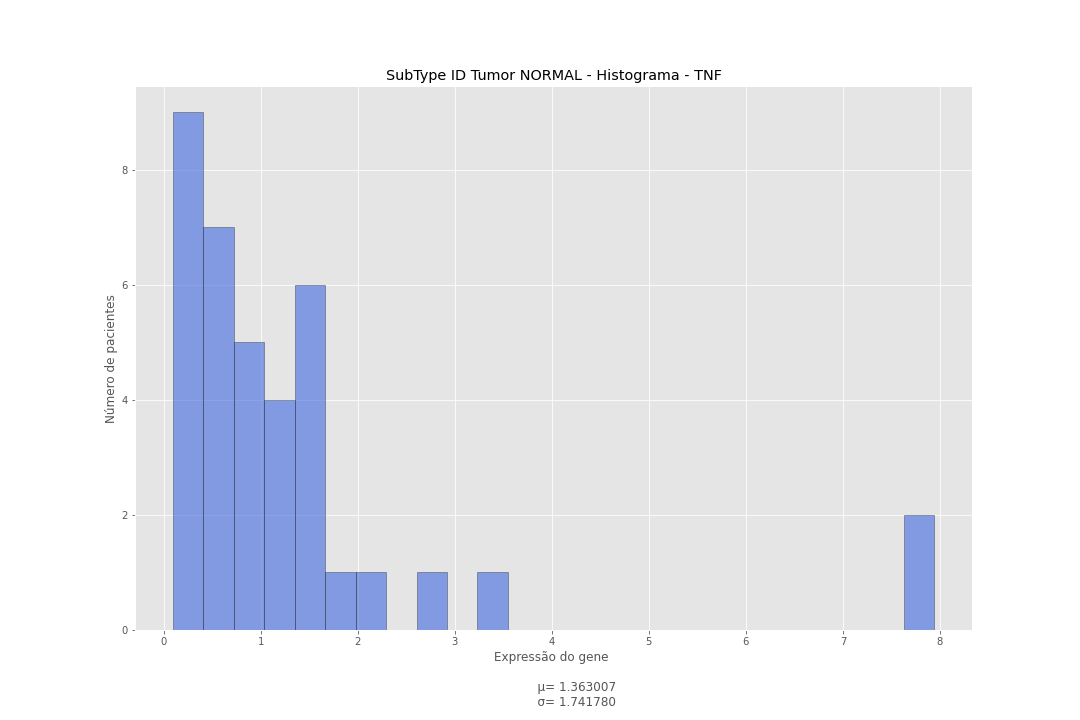 SubType ID Tumor NORMAL - Histograma - TNF
8
6
4
2
0
Número de pacientes
0 1 2 3 4 5 6 7 8
Expressão do gene
μ= 1.363007
σ= 1.741780